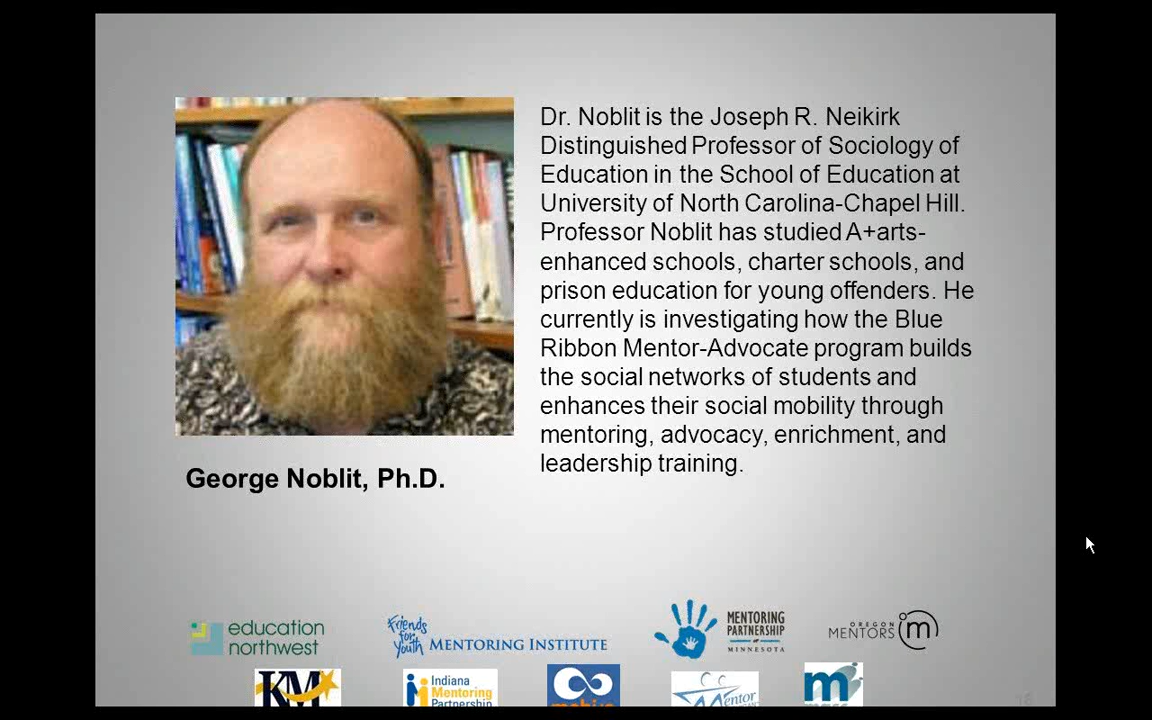 Dr. Noblit is the Joseph R. Neikirk
Distinguished Professor of Sociology of
Education in the School of Education at
University of North Carolina-Chapel Hill.
Professor Noblit has studied A+arts-
enhanced schools, charter schools, and
prison education for young offenders. He
currently is investigating how the Blue
Ribbon Mentor-Advocate program builds
the social networks of students and
enhances their social mobility through
mentoring, advocacy, enrichment, and
leadership training.
George Noblit, Ph.D.
education
northwest
Friends
for
Youth
MENTORING INSTITUTE
MENTORING
PARTNERSHIP
of
MINNESOTA
OREGON
MENTORS
m
KM
Indiana
Mentoring
Partnership
Mentor
m